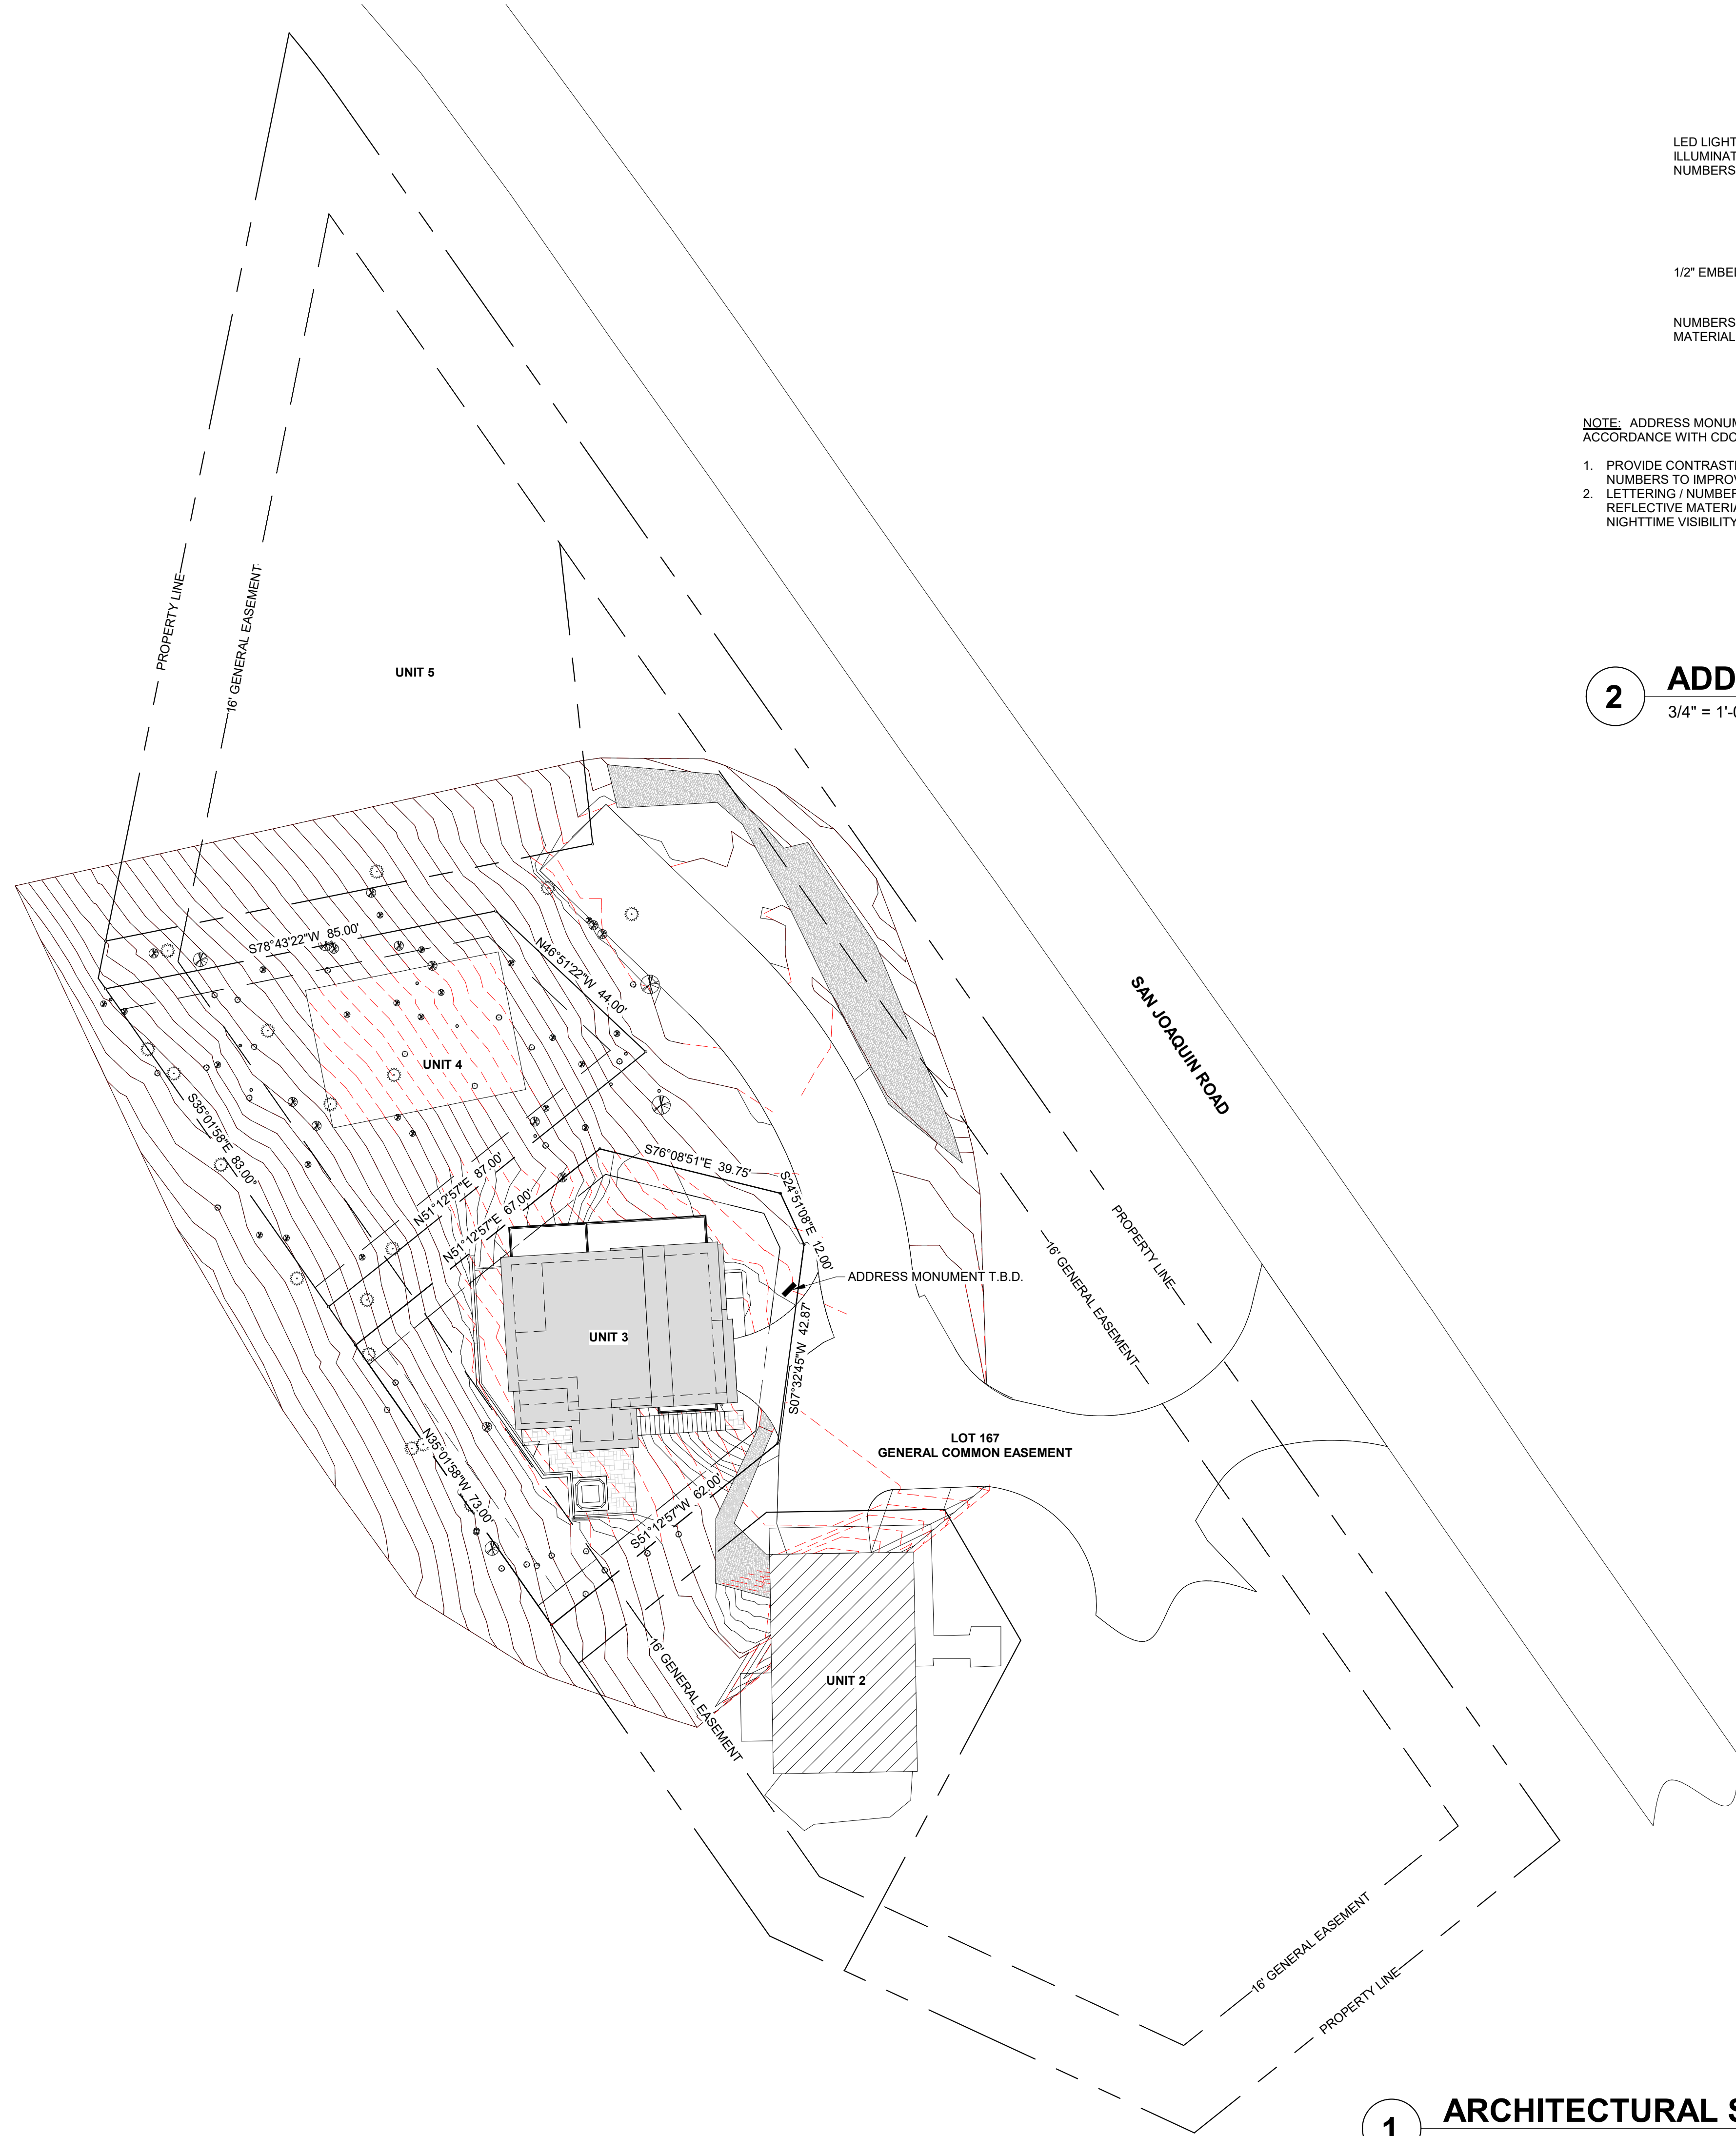 LED LIGHT
ILLUMINAT
NUMBERS
1/2" EMBE
NUMBERS
MATERIAL
NOTE: ADDRESS MONUM
ACCORDANCE WITH CDC
1. PROVIDE CONTRASTI
NUMBERS TO IMPROV
2. LETTERING / NUMBER
REFLECTIVE MATERIA
NIGHTTIME VISIBILITY
2
ADD
3/4" = 1'-0
PROPERTY LINE
16' GENERAL EASEMENT
UNIT 5
S78°43'22"W 85.00'
N46°51'22"W 44.00'
UNIT 4
S35°01'58"E 83.00"
N51°12'57"E 87.00'
N51°12'57"E 67.00'
S76°08'51"E 39.75'
S24°51'08"E 12.00'
ADDRESS MONUMENT T.B.D.
S07°32'45"W 42.87'
UNIT 3
SAN JOAQUIN ROAD
PROPERTY LINE
16' GENERAL EASEMENT
LOT 167
GENERAL COMMON EASEMENT
N35°01'58"W 73.00'
S51°12'57"W 62.00'
16' GENERAL EASEMENT
UNIT 2
16' GENERAL EASEMENT
PROPERTY LINE
1
ARCHITECTURAL S